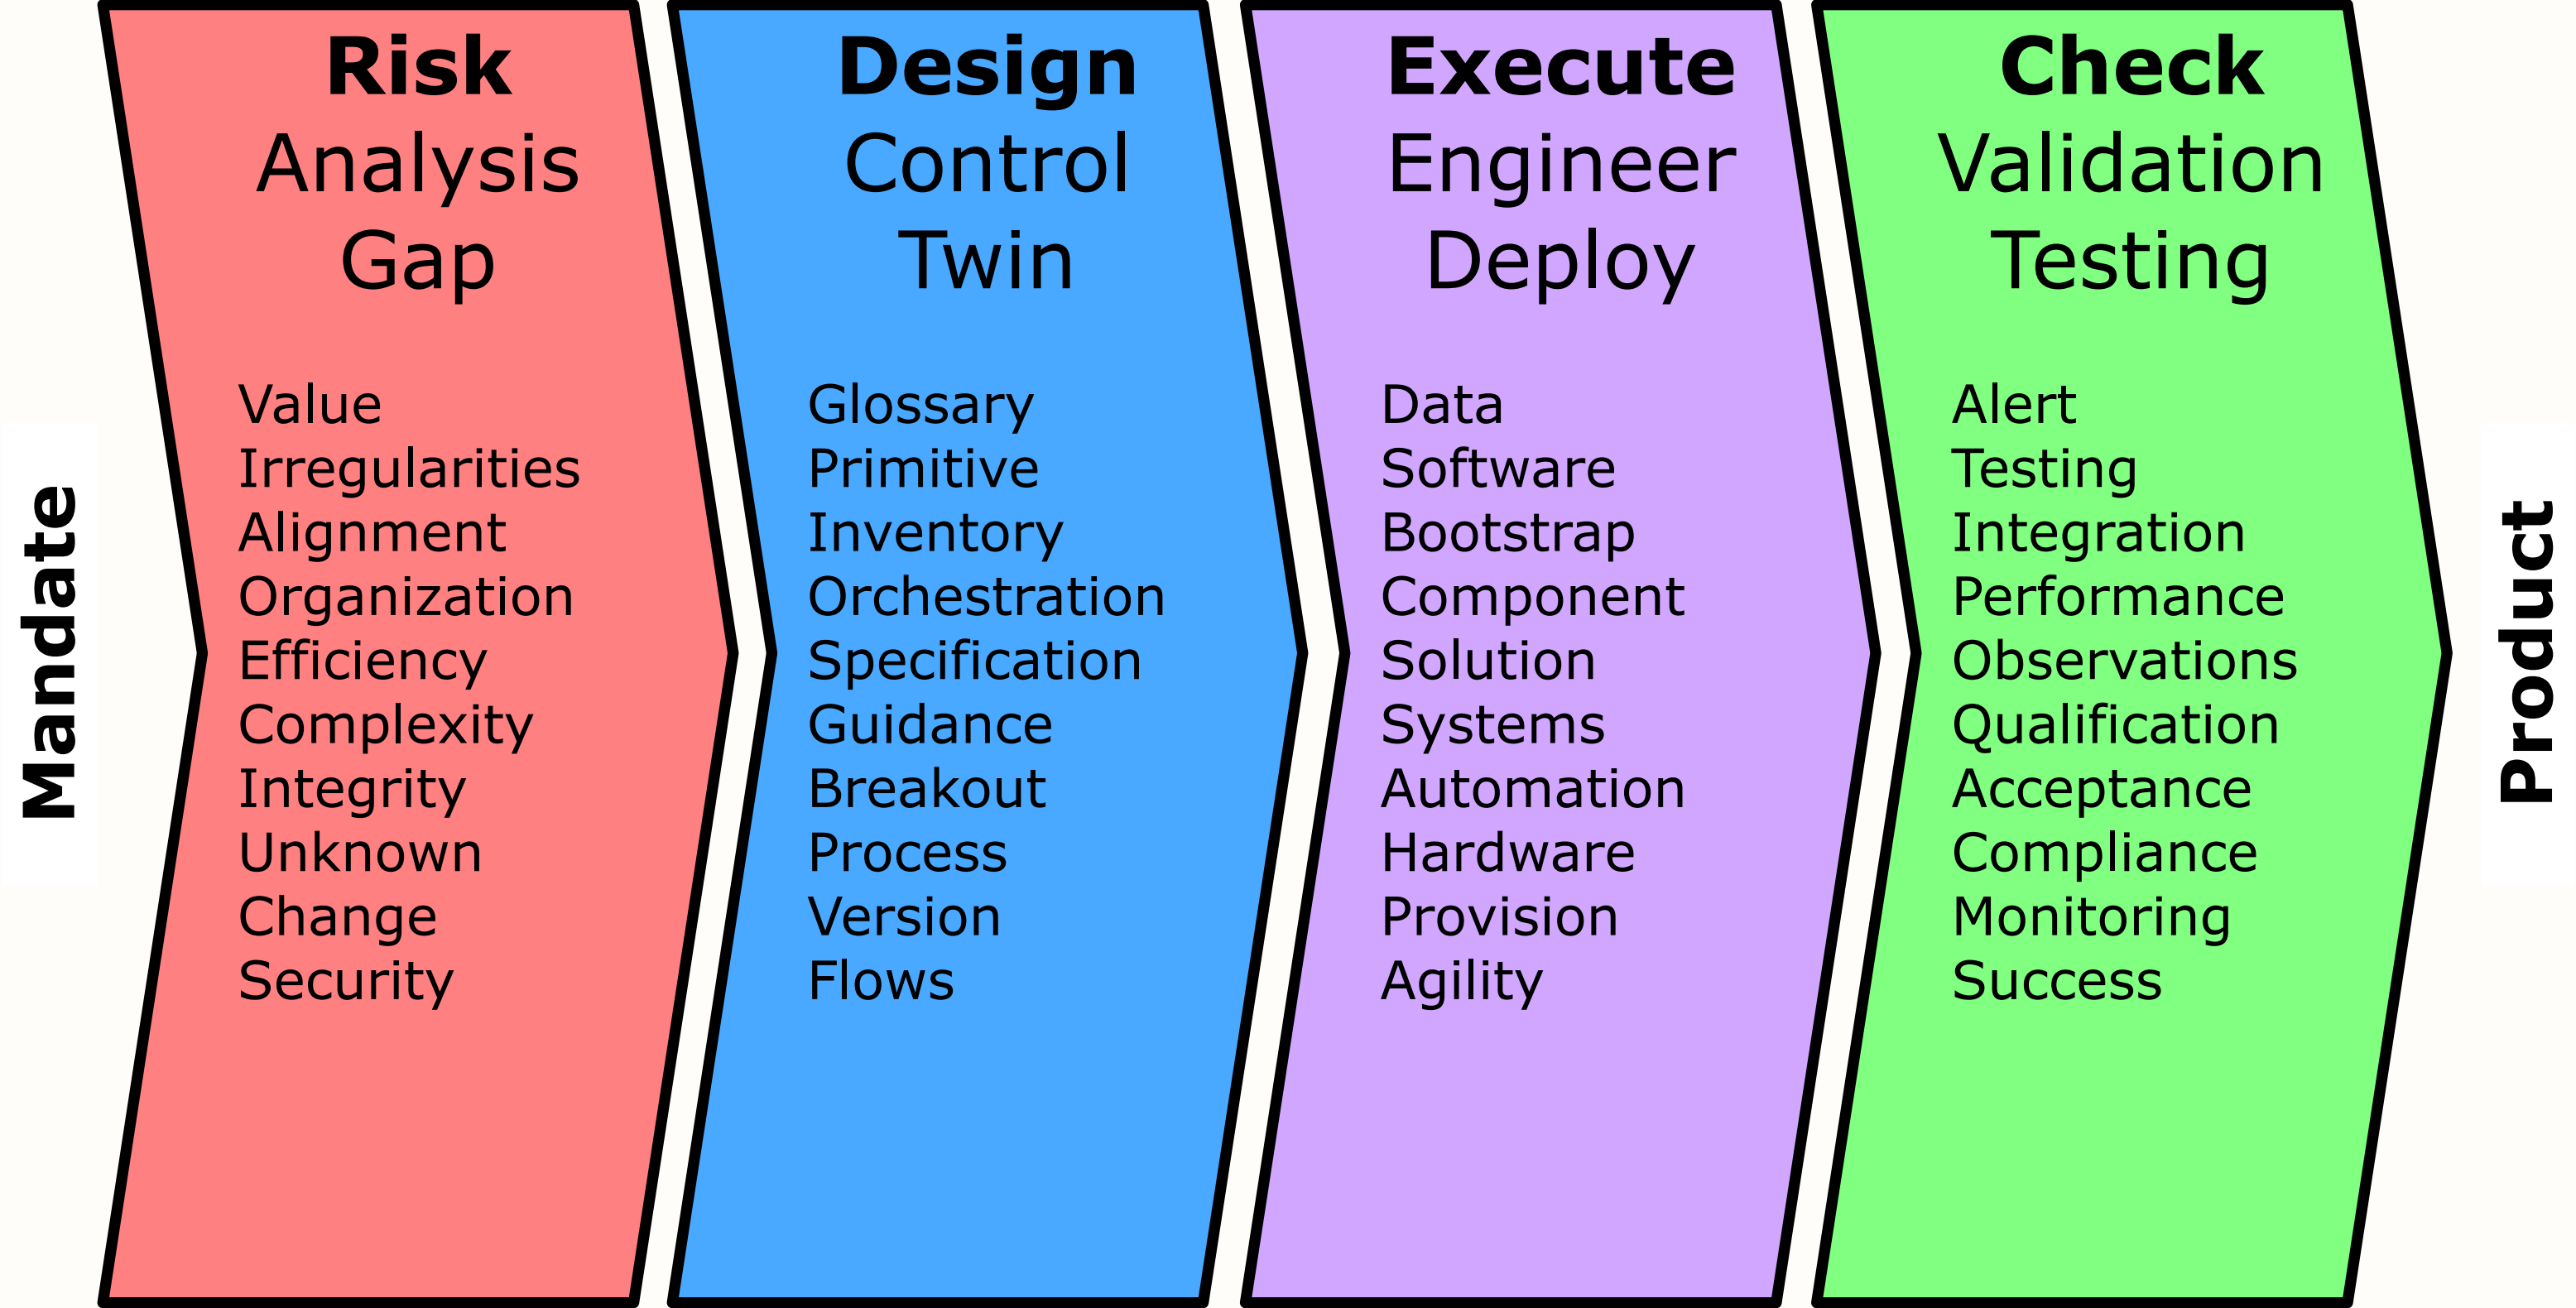 Mandate
Risk
Analysis
Gap
Value
Irregularities
Alignment
Organization
Efficiency
Complexity
Integrity
Unknown
Change
Security
Design
Control
Twin
Glossary
Primitive
Inventory
Orchestration
Specification
Guidance
Breakout
Process
Version
Flows
Execute
Engineer
Deploy
Data
Software
Bootstrap
Component
Solution
Systems
Automation
Hardware
Provision
Agility
Check
Validation
Testing
Alert
Testing
Integration
Performance
Observations
Qualification
Acceptance
Compliance
Monitoring
Success
Product